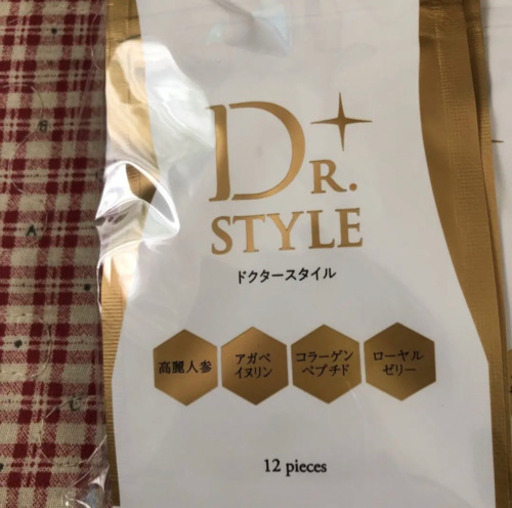 DR.
STYLE
ドクタースタイル
高麗人参
アガベ
イヌリン
コラーゲン
ペプチド
ローヤル
ゼリー
12 pieces